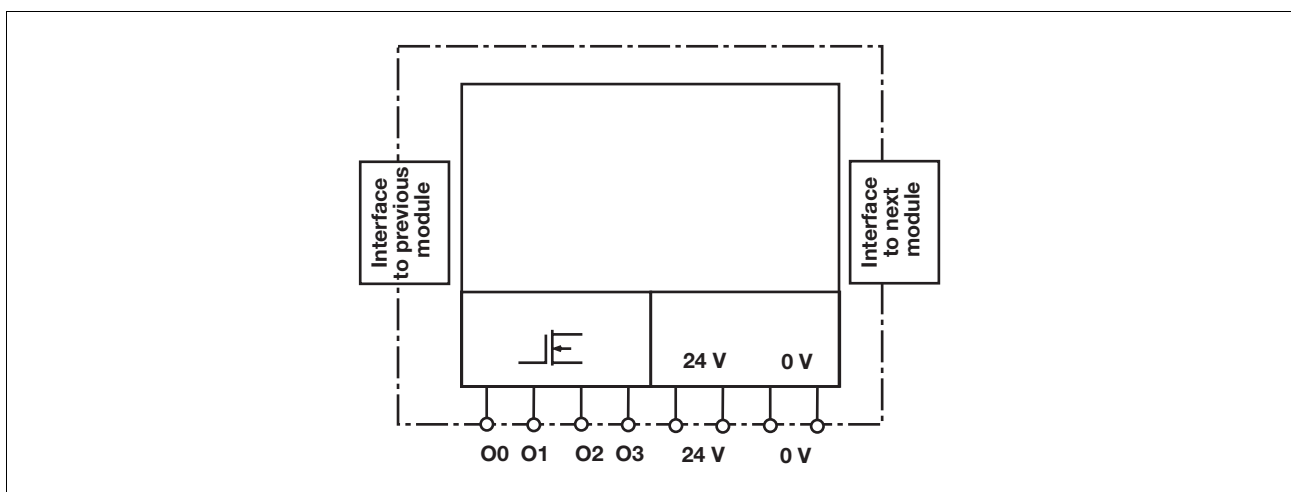 Interface
to previous
module
Interface
to next
module
24 V 0 V
O0 O1 O2 O3 24 V 0 V